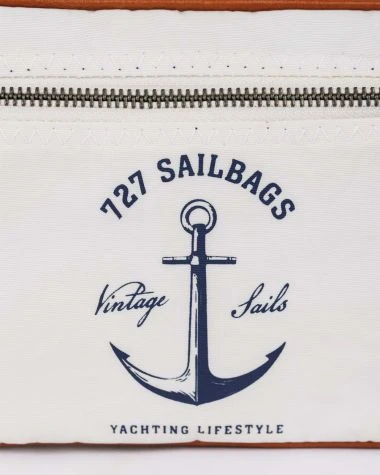 727 SAILBAGS
Vintage Sails
YACHTING LIFESTYLE